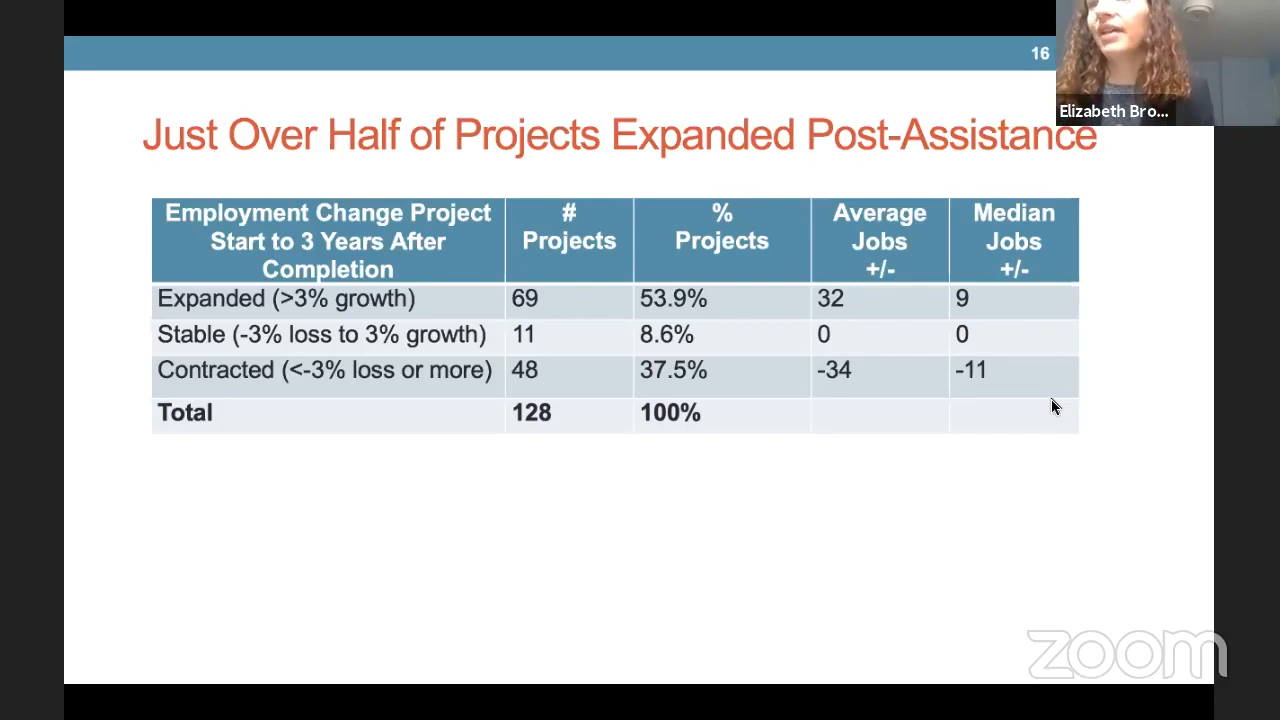 16
Elizabeth Bro...
Just Over Half of Projects Expanded Post-Assistance
Employment Change Project
Start to 3 Years After
Completion
#
Projects
%
Projects
Average
Jobs
+/-
Median
Jobs
+/-
Expanded (>3% growth) 69 53.9% 32 9
Stable (-3% loss to 3% growth) 11 8.6% 0 0
Contracted (<-3% loss or more) 48 37.5% -34 -11
Total 128 100%
zoom